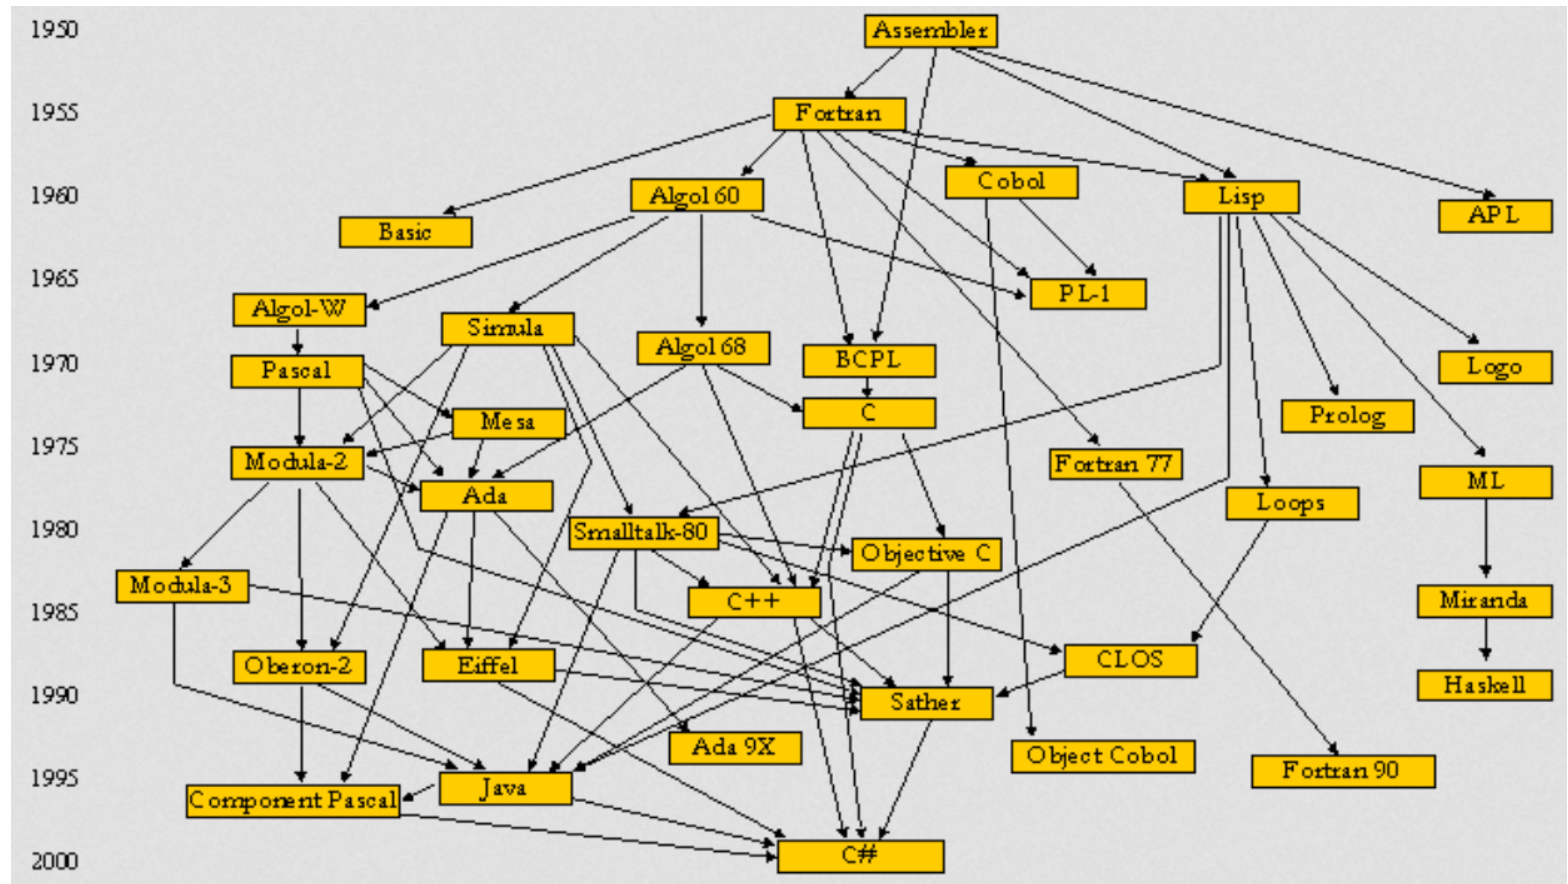 1950
Assembler
1955
Fortran
Cobol
1960
Algol 60
Lisp
APL
Basic
1965
PL-1
Algol-W
Simula
Algol 68
BCPL
1970
Pascal
Logo
C
Prolog
Mesa
1975
Modula-2
Fortran 77
ML
Ada
Loops
1980
Smalltalk-80
Objective C
Modula-3
1985
C++
Miranda
Oberon-2
Eiffel
CLOS
Haskell
1990
Sather
Ada 9X
Object Cobol
Fortran 90
1995
Java
Component Pascal
C#
2000